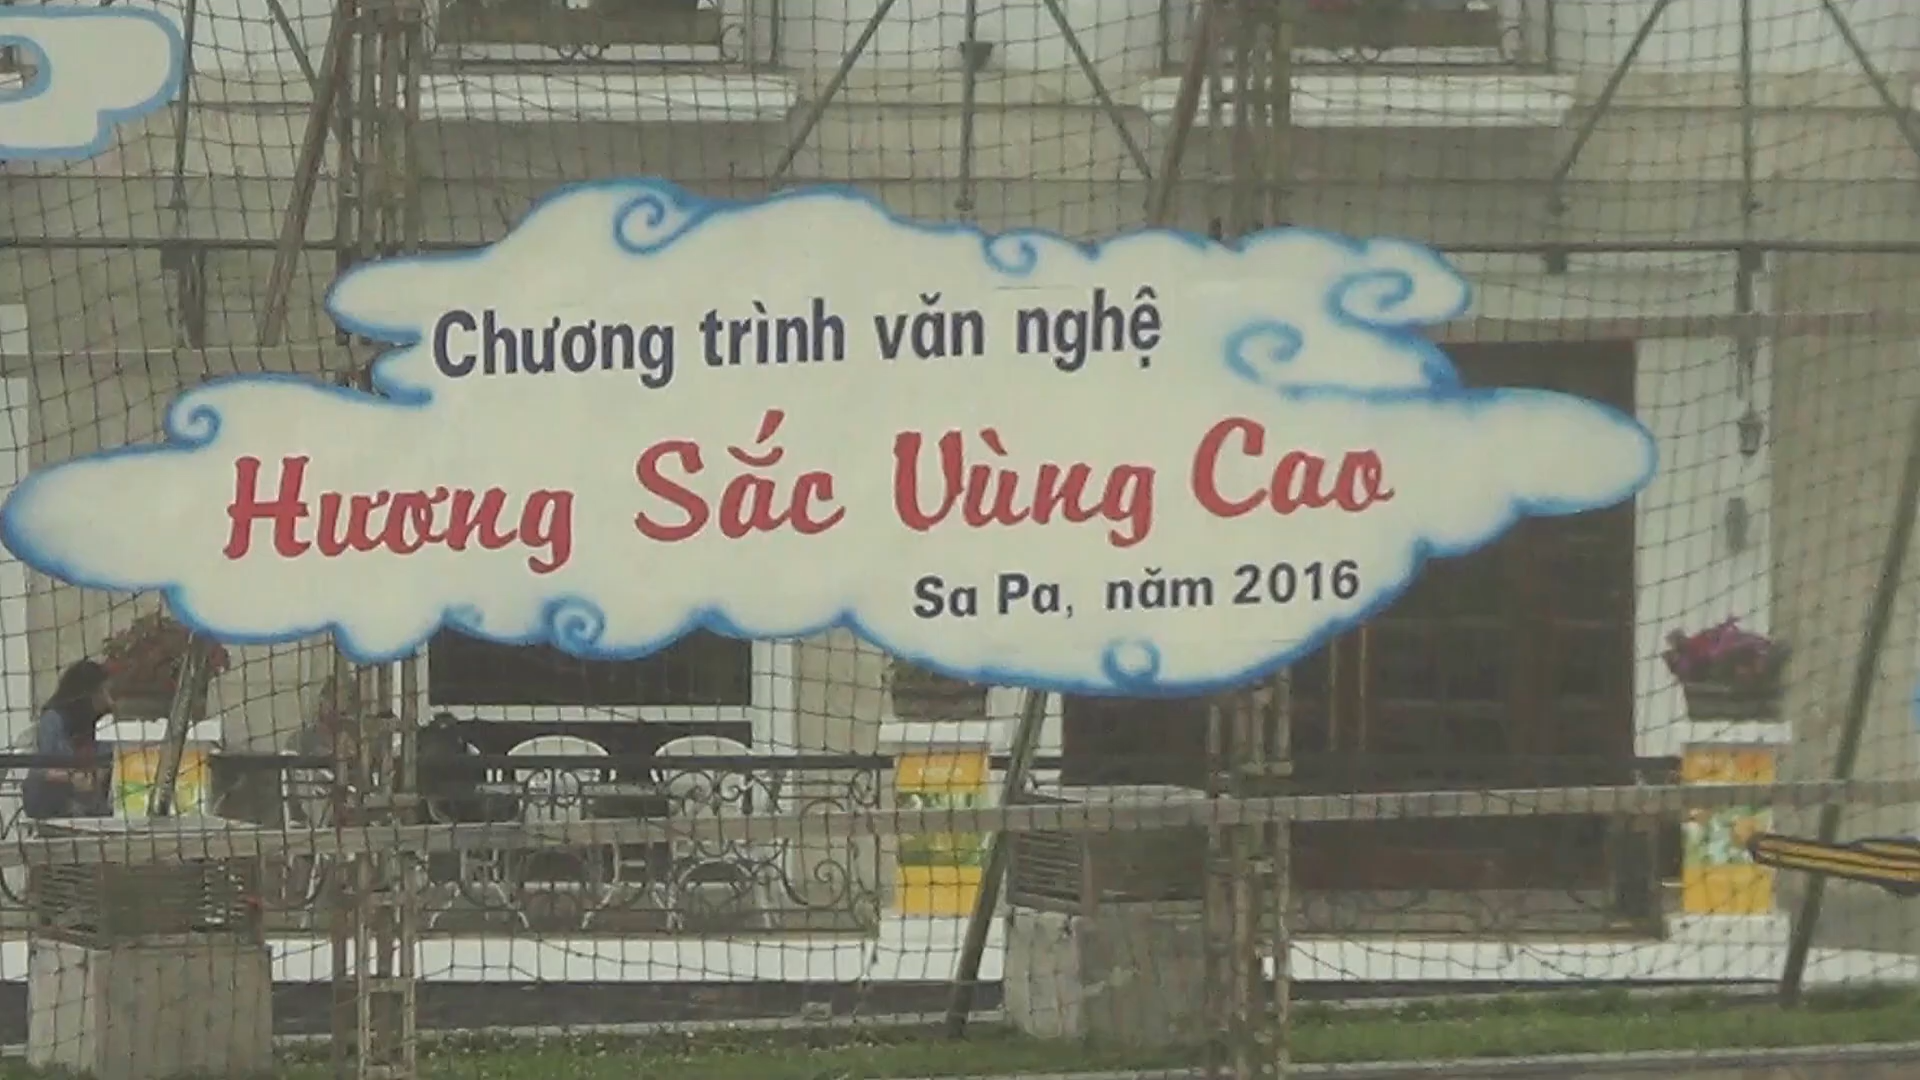 Chương trình văn nghệ
Hương Sắc Vùng Cao
Sa Pa, năm 2016